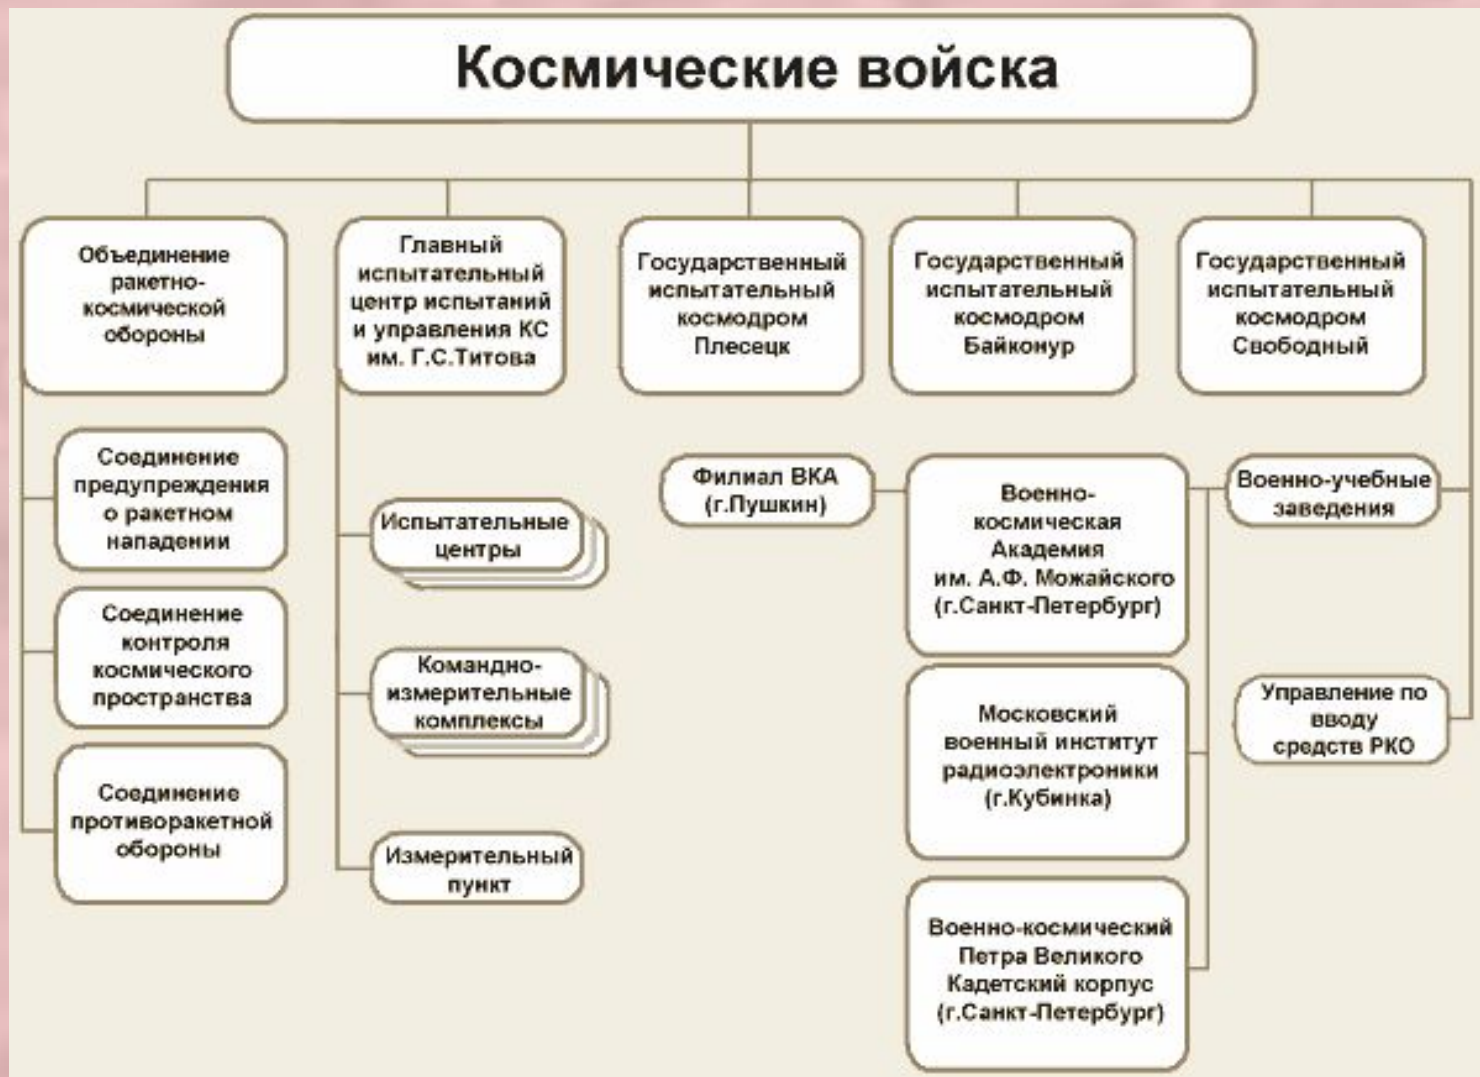 Космические войска
Объединение
ракетно-
космической
обороны
Главный
испытательный
центр испытаний
и управления КС
им. Г.С.Титова
Государственный
испытательный
космодром
Плесецк
Государственный
испытательный
космодром
Байконур
Государственный
испытательный
космодром
Свободный
Соединение
предупреждения
о ракетном
нападении
Соединение
контроля
космического
пространства
Соединение
противоракетной
обороны
Испытательные
центры
Командно-
измерительные
комплексы
Измерительный
пункт
Филиал ВКА
(г.Пушкин)
Военно-
космическая
Академия
им. А.Ф. Можайского
(г.Санкт-Петербург)
Московский
военный институт
радиоэлектроники
(г.Кубинка)
Военно-космический
Петра Великого
Кадетский корпус
(г.Санкт-Петербург)
Военно-учебные
заведения
Управление по
вводу
средств РКО